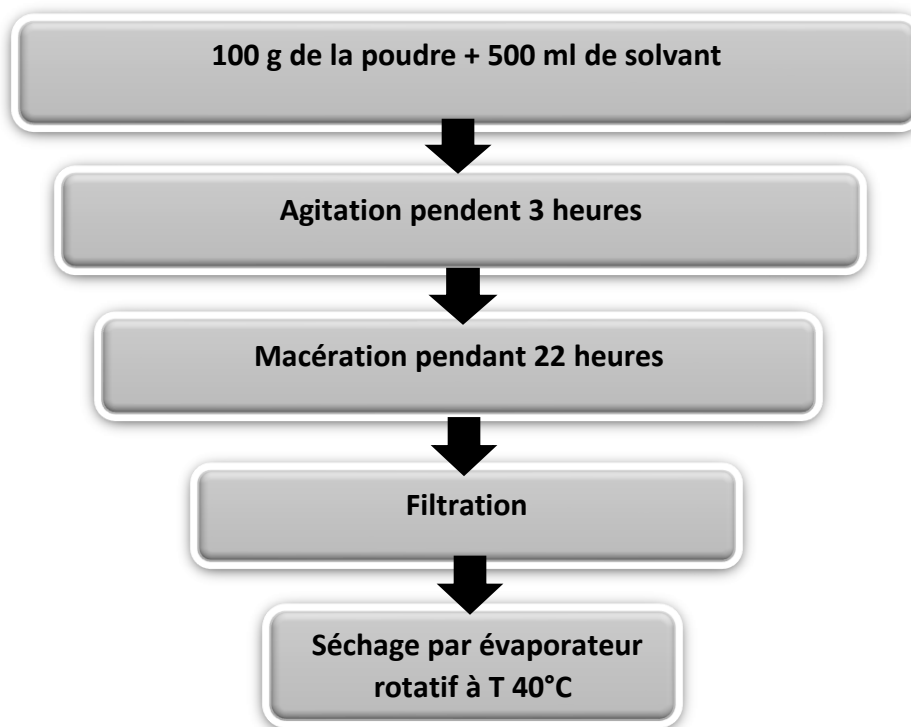 100 g de la poudre + 500 ml de solvant
Agitation pendent 3 heures
Macération pendant 22 heures
Filtration
Séchage par évaporateur
rotatif à T 40°C